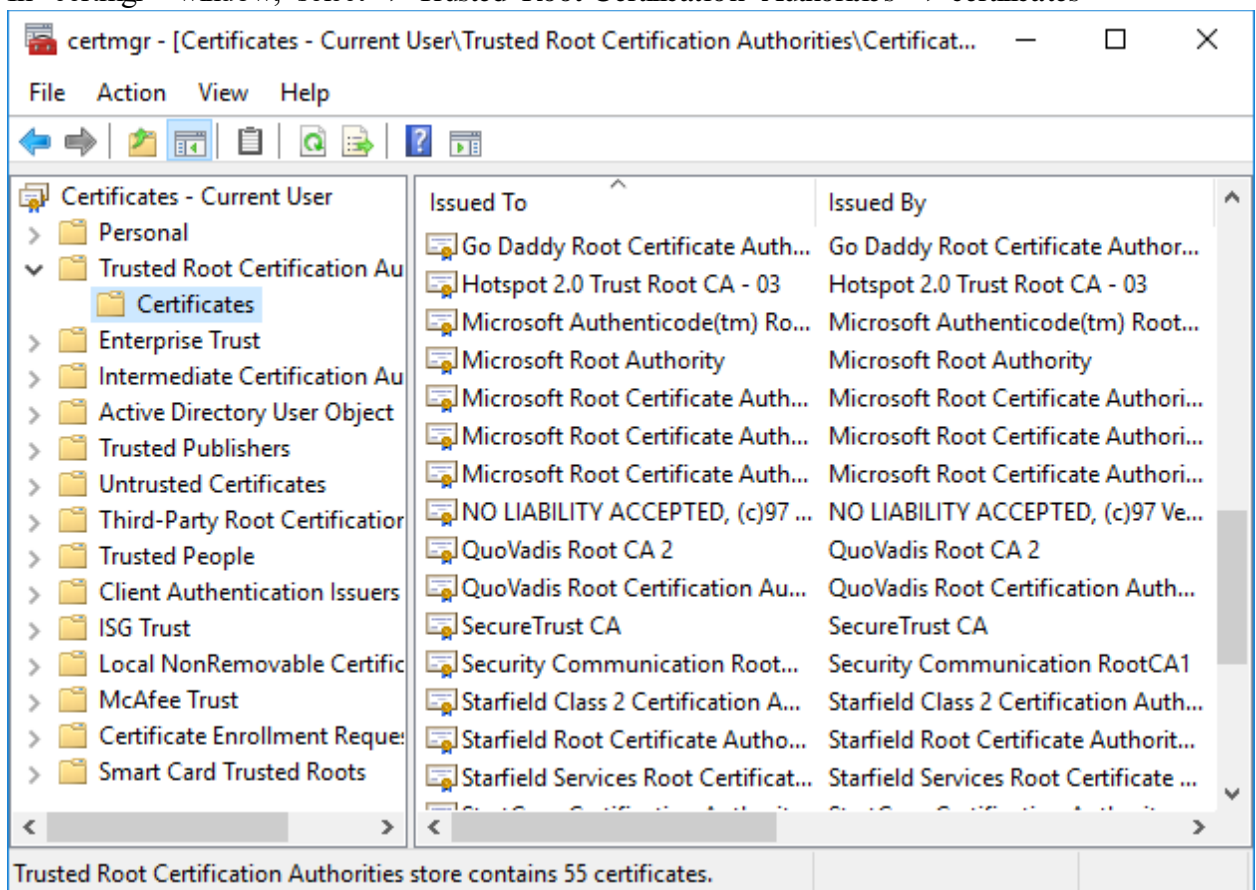 certmgr - [Certificates - Current User\Trusted Root Certification Authorities\Certificat...
File Action View Help
Certificates - Current User
Personal
Trusted Root Certification Au
Certificates
Enterprise Trust
Intermediate Certification Au
Active Directory User Object
Trusted Publishers
Untrusted Certificates
Third-Party Root Certification
Trusted People
Client Authentication Issuers
ISG Trust
Local NonRemovable Certific
McAfee Trust
Certificate Enrollment Reque
Smart Card Trusted Roots
Issued To Issued By
Go Daddy Root Certificate Auth... Go Daddy Root Certificate Author...
Hotspot 2.0 Trust Root CA - 03 Hotspot 2.0 Trust Root CA - 03
Microsoft Authenticode(tm) Ro... Microsoft Authenticode(tm) Root...
Microsoft Root Authority Microsoft Root Authority
Microsoft Root Certificate Auth... Microsoft Root Certificate Authori...
Microsoft Root Certificate Auth... Microsoft Root Certificate Authori...
Microsoft Root Certificate Auth... Microsoft Root Certificate Authori...
NO LIABILITY ACCEPTED, (c)97 ... NO LIABILITY ACCEPTED, (c)97 Ve...
QuoVadis Root CA 2 QuoVadis Root CA 2
QuoVadis Root Certification Au... QuoVadis Root Certification Auth...
SecureTrust CA SecureTrust CA
Security Communication Root... Security Communication RootCA1
Starfield Class 2 Certification A... Starfield Class 2 Certification Auth...
Starfield Root Certificate Autho... Starfield Root Certificate Authorit...
Starfield Services Root Certificat... Starfield Services Root Certificate ...
Trusted Root Certification Authorities store contains 55 certificates.